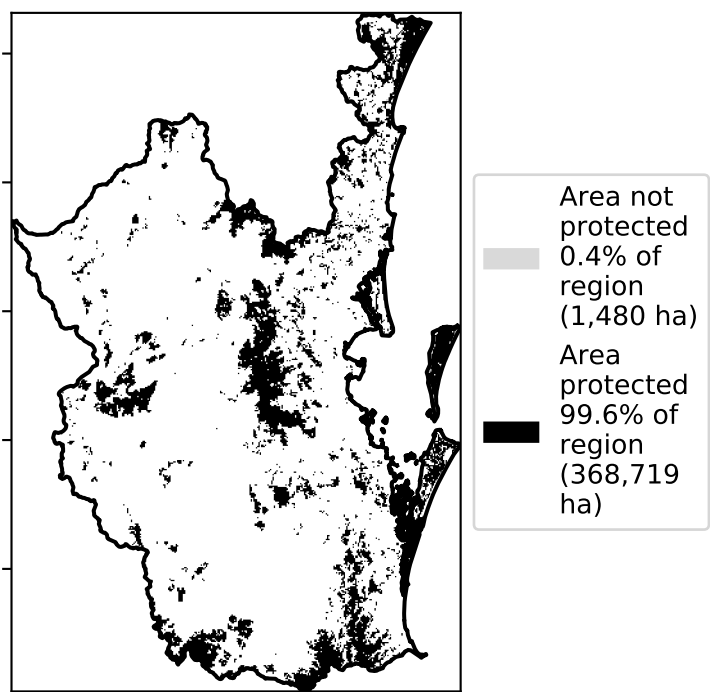 Area not
protected
0.4% of
region
(1,480 ha)
Area
protected
99.6% of
region
(368,719
ha)